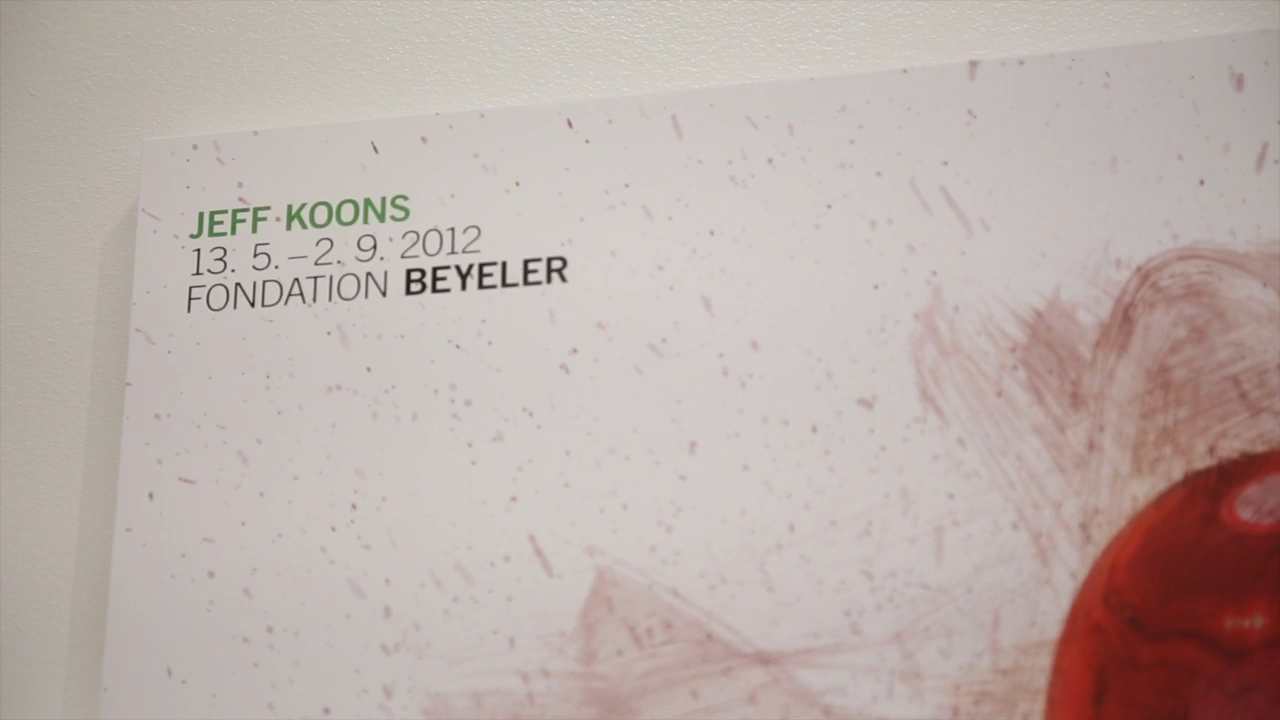 JEFF KOONS
13. 5. – 2. 9. 2012
FONDATION BEYELER